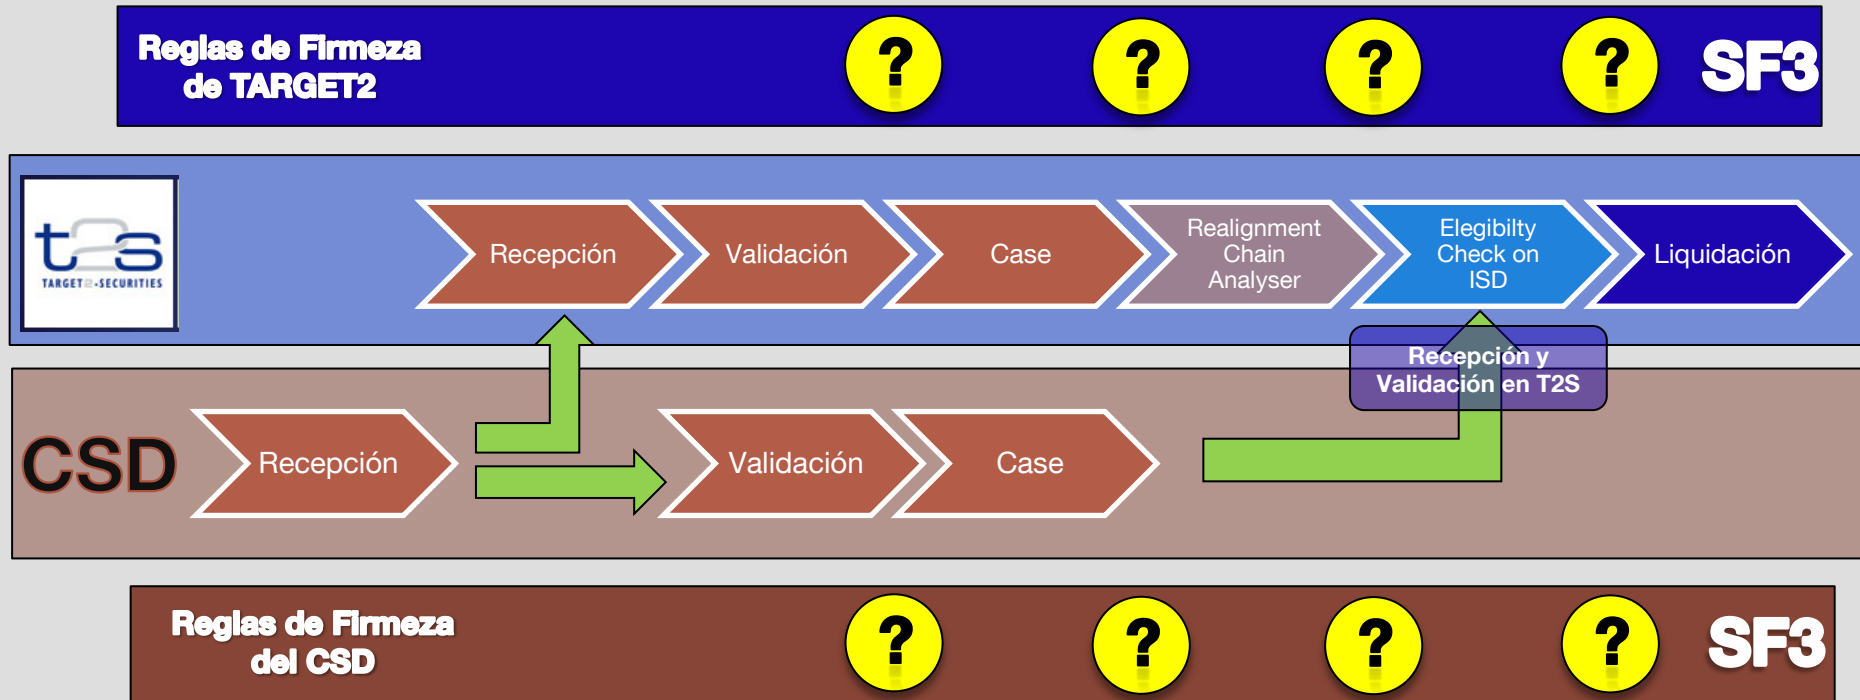 Reglas de Firmeza
de TARGET2
?
?
?
?
SF3
t2s
TARGET2-SECURITIES
Recepción
Validación
Case
Realignment
Chain
Analyser
Elegibilty
Check on
ISD
Liquidación
Recepción y
Validación en T2S
CSD
Recepción
Validación
Case
Reglas de Firmeza
del CSD
?
?
?
?
SF3